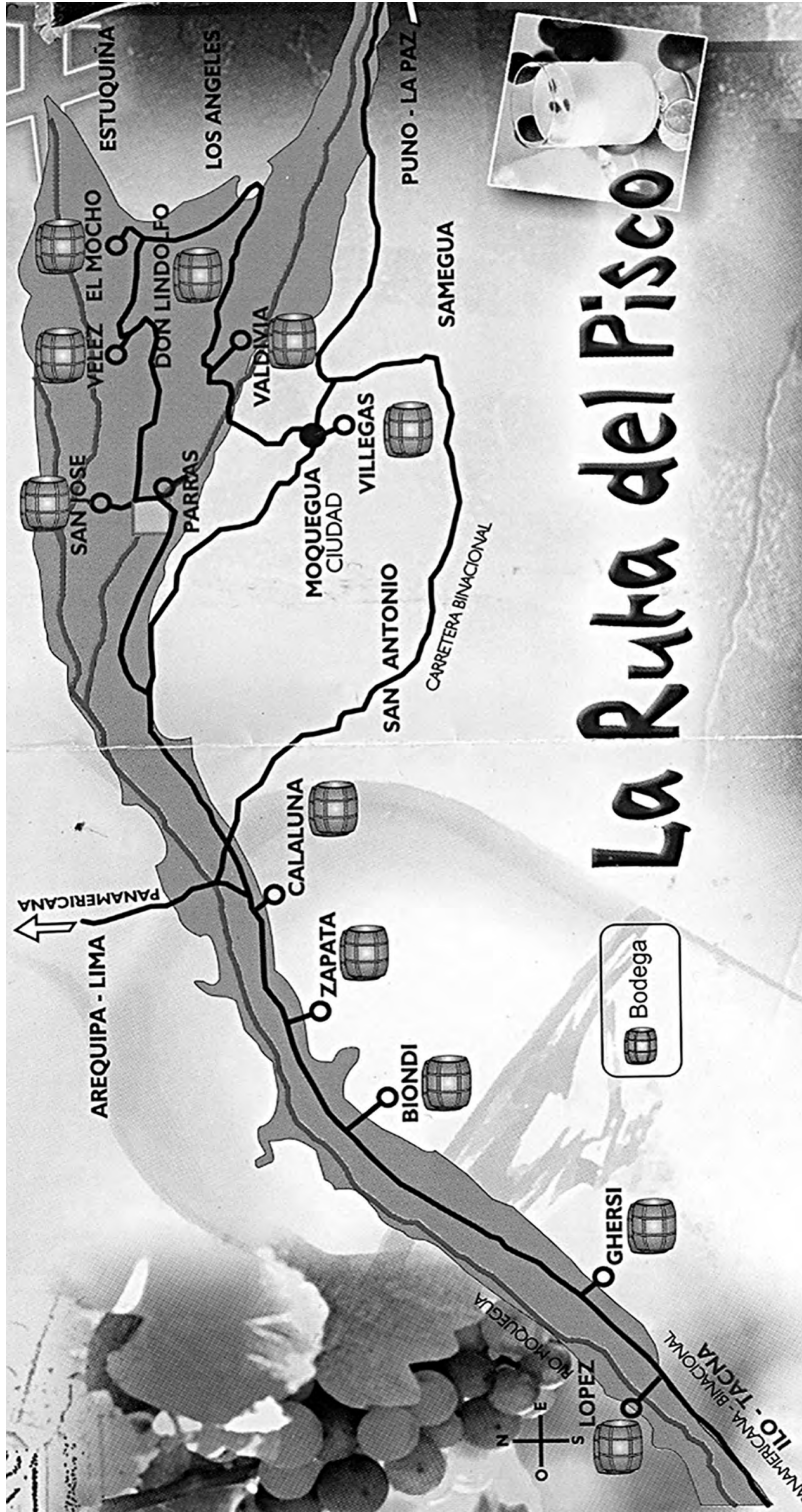 La Ruta del Pisco
Bodega
ESTUQUIÑA
LOS ANGELES
PUNO - LA PAZ
EL MOCHO
DON LINDOLFO
SAMEGUA
VELEZ
VALDIVIA
SAN JOSE
PARRAS
VILLEGAS
MOQUEGUA
CIUDAD
SAN ANTONIO
CARRETERA BINACIONAL
PANAMERICANA
AREQUIPA - LIMA
CALALUNA
ZAPATA
BIONDI
GHERSI
RIO MOQUEGUA
LOPEZ
N
O E
S
PANAMERICANA - BINACIONAL
ILO - TACNA